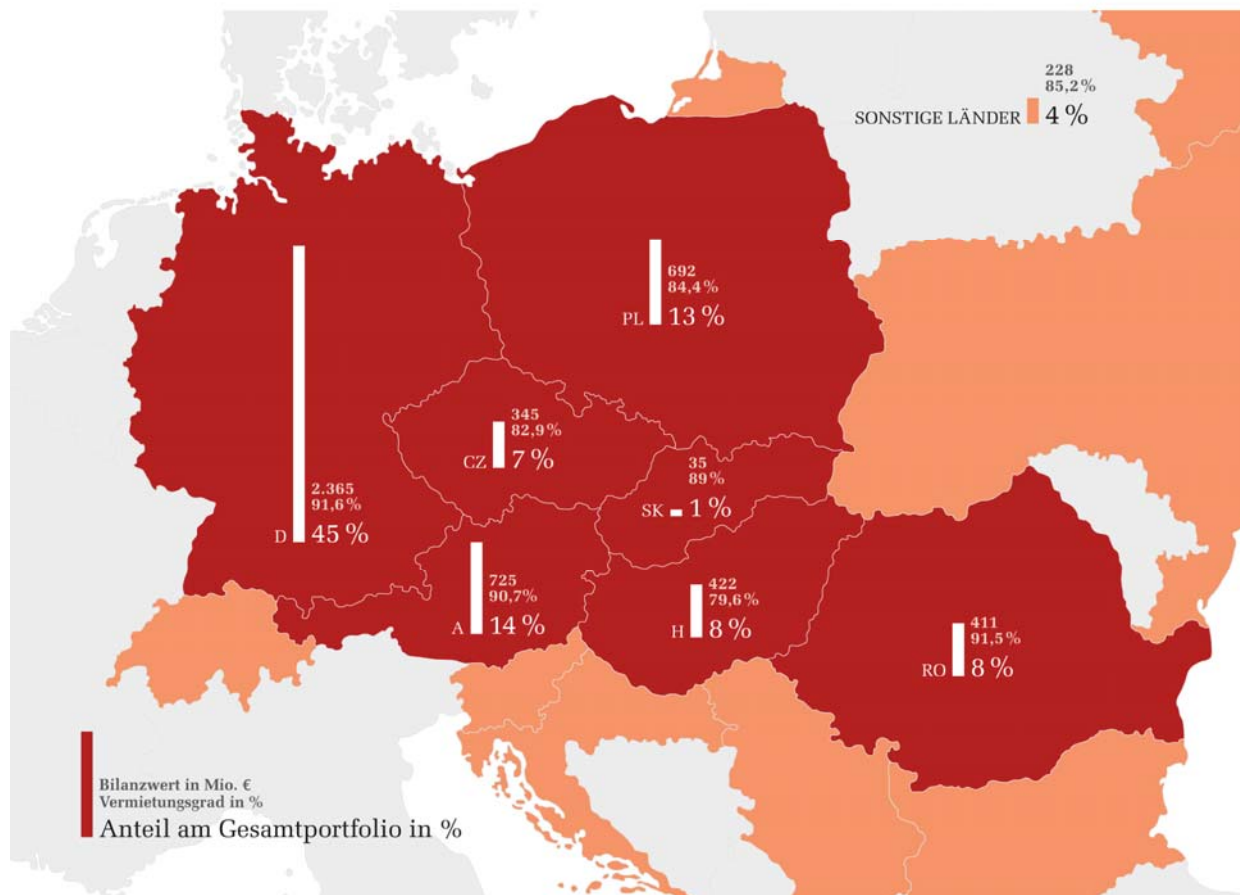 228
85,2 %
SONSTIGE LÄNDER 4 %
692
84,4 %
PL 13 %
345
82,9 %
CZ 7 %
35
89 %
SK 1 %
2.365
91,6 %
D 45 %
725
90,7 %
A 14 %
422
79,6 %
H 8 %
411
91,5 %
RO 8 %
Bilanzwert in Mio. €
Vermietungsgrad in %
Anteil am Gesamtportfolio in %